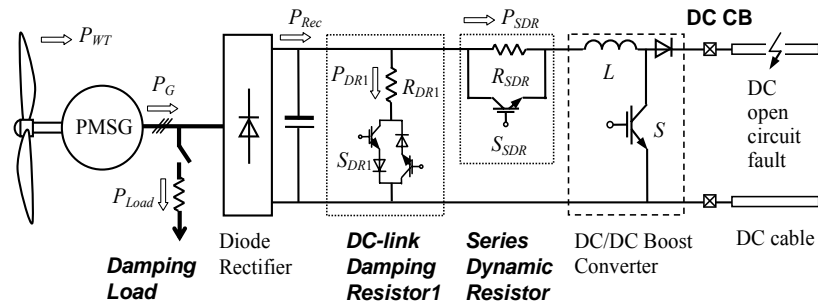 P_WT
P_G
PMSG
P_Load
Damping
Load
P_Rec
Diode
Rectifier
P_DR1
R_DR1
S_DR1
DC-link
Damping
Resistor1
P_SDR
R_SDR
S_SDR
Series
Dynamic
Resistor
L
S
DC/DC Boost
Converter
DC CB
DC
open
circuit
fault
DC cable